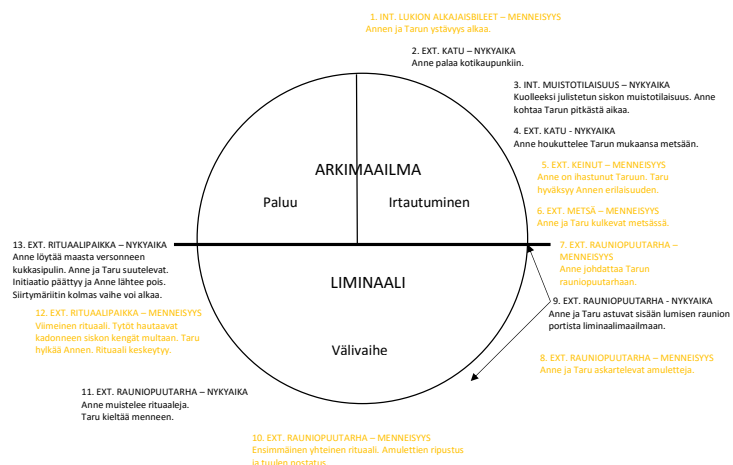 1. INT. LUKION ALKAJAISBILEET – MENNEISYYS
Annen ja Tarun ystävyys alkaa.
2. EXT. KATU – NYKYAIKA
Anne palaa kotikaupunkiin.
3. INT. MUISTOTILAISUUS – NYKYAIKA
Kuolleeksi julistetun siskon muistotilaisuus. Anne
kohtaa Tarun pitkästä aikaa.
4. EXT. KATU - NYKYAIKA
Anne houkuttelee Tarun mukaansa metsään.
ARKIMAAILMA
Paluu
Irtautuminen
5. EXT. KEINUT – MENNEISYYS
Anne on ihastunut Taruun. Taru
hyväksyy Annen erilaisuuden.
6. EXT. METSÄ – MENNEISYYS
Anne ja Taru kulkevat metsässä.
7. EXT. RAUNIOPUUTARHA –
MENNEISYYS
Anne johdattaa Tarun
rauniopuutarhaan.
13. EXT. RITUAALIPAIKKA – NYKYAIKA
Anne löytää maasta versonneen
kukkasipulin. Anne ja Taru suutelevat.
Initiaatio päättyy ja Anne lähtee pois.
Siirtymäriitin kolmas vaihe voi alkaa.
LIMINAALI
Välivaihe
9. EXT. RAUNIOPUUTARHA - NYKYAIKA
Anne ja Taru astuvat sisään lumisen raunion
portista liminaalimaailmaan.
12. EXT. RITUAALIPAIKKA – MENNEISYYS
Viimeinen rituaali. Tytöt hautaavat
kadonneen siskon kengät multaan. Taru
hylkää Annen. Rituaali keskeytyy.
8. EXT. RAUNIOPUUTARHA – MENNEISYYS
Anne ja Taru askartelevat amuletteja.
11. EXT. RAUNIOPUUTARHA – NYKYAIKA
Anne muistelee rituaaleja.
Taru kieltää menneen.
10. EXT. RAUNIOPUUTARHA – MENNEISYYS
Ensimmäinen yhteinen rituaali. Amulettien ripustus
ja tuulen nostatus.